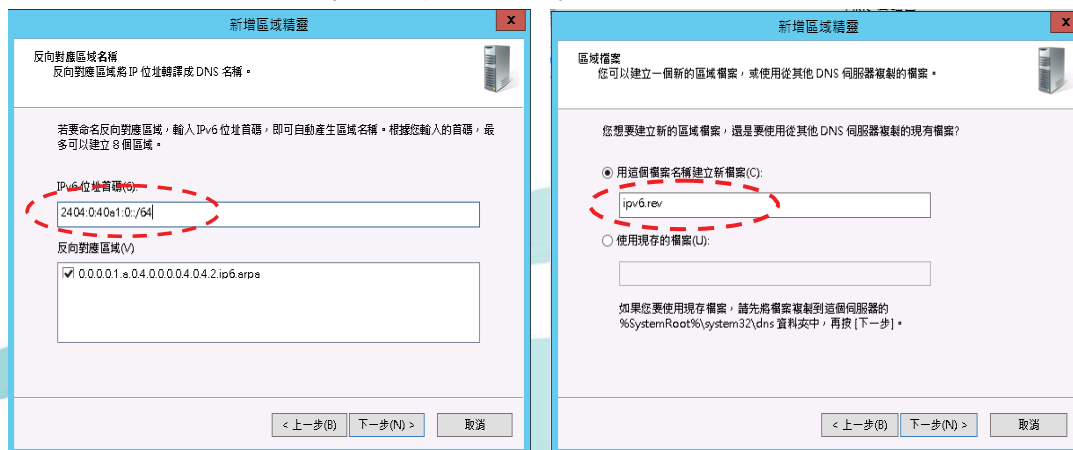 新增區域精靈
x
反向對應區域名稱
反向對應區域將 IP 位址轉譯成 DNS 名稱。
若要命名反向對應區域，輸入 IPv6 位址首碼，即可自動產生區域名稱。根據您輸入的首碼，最
多可以建立 8 個區域。
IPv6 位址首碼(6):
2404:0:40a1:0::/64
反向對應區域(V)
0.0.0.0.1.a.0.4.0.0.0.0.4.0.4.2.ip6.arpa
< 上一步(B)
下一步(N) >
取消
新增區域精靈
x
區域檔案
您可以建立一個新的區域檔案，或使用從其他 DNS 伺服器複製的檔案。
您想要建立新的區域檔案，還是要使用從其他 DNS 伺服器複製的現有檔案?
用這個檔案名稱建立新檔案(C):
ipv6.rev
使用現存的檔案(U):
如果您要使用現存檔案，請先將檔案複製到這個伺服器的
%SystemRoot%\system32\dns 資料夾中，再按 [下一步]。
< 上一步(B)
下一步(N) >
取消